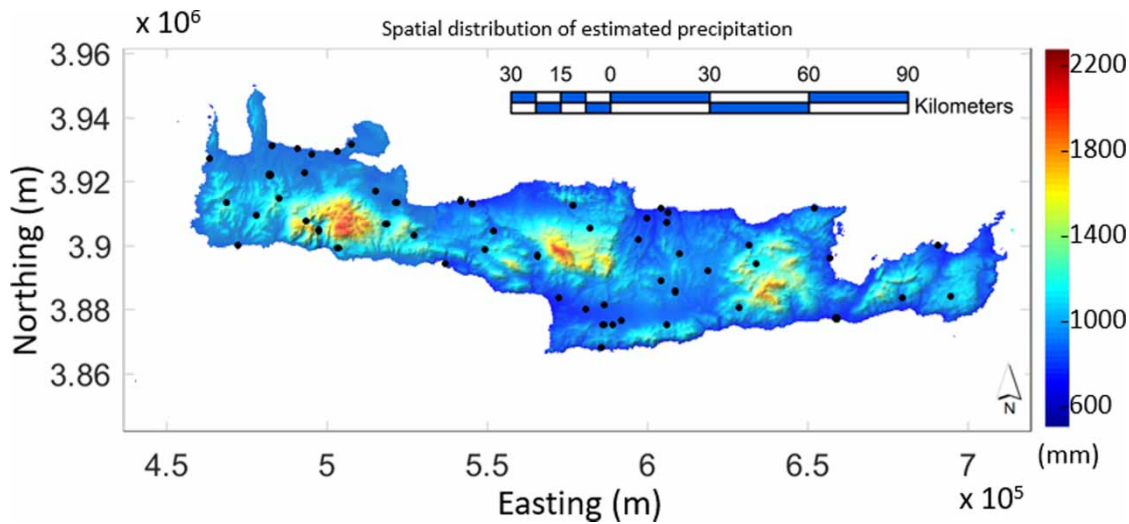 x 10⁶
Spatial distribution of estimated precipitation
30 15 0 30 60 90
Kilometers
3.96
3.94
3.92
3.9
3.88
3.86
Northing (m)
2200
1800
1400
1000
600
(mm)
N
4.5 5 5.5 6 6.5 7
Easting (m)
x 10⁵